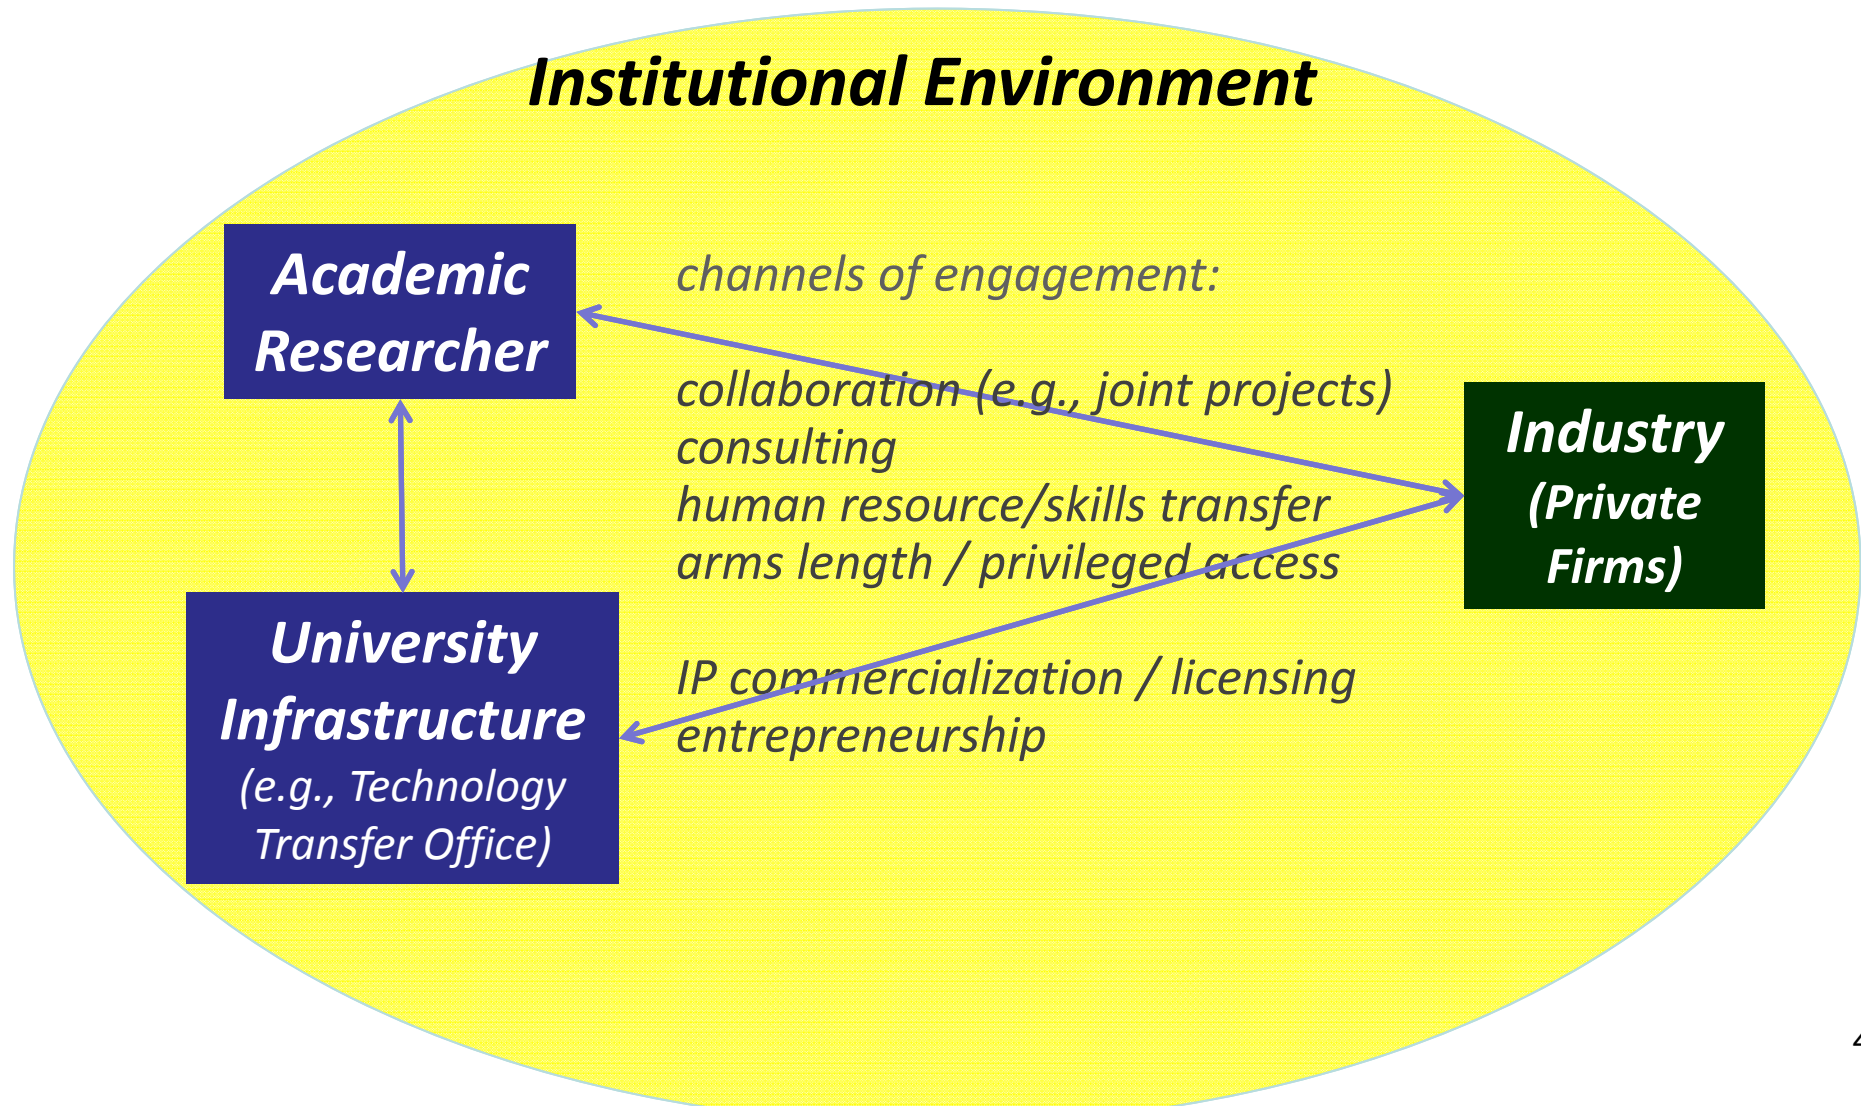 Institutional Environment
Academic
Researcher
channels of engagement:
collaboration (e.g., joint projects)
consulting
human resource/skills transfer
arms length / privileged access
IP commercialization / licensing
entrepreneurship
Industry
(Private
Firms)
University
Infrastructure
(e.g., Technology
Transfer Office)